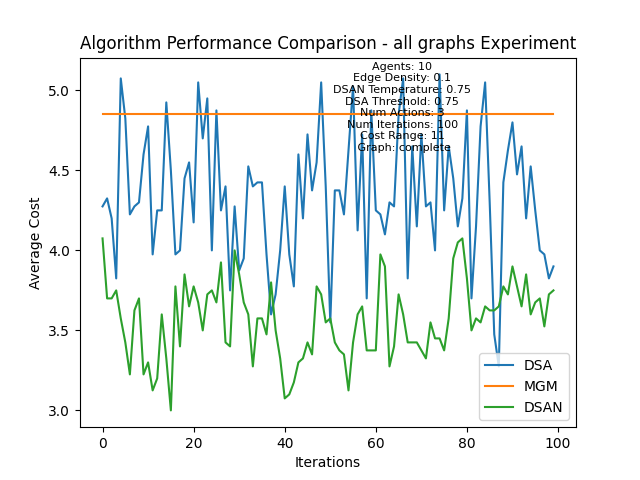 Algorithm Performance Comparison - all graphs Experiment
Agents: 10
Edge Density: 0.1
DSAN Temperature: 0.75
DSA Threshold: 0.75
Num Actions: 3
Num Iterations: 100
Cost Range: 11
Graph: complete
5.0
4.5
4.0
3.5
3.0
Average Cost
0
20
40
60
80
100
Iterations
DSA
MGM
DSAN